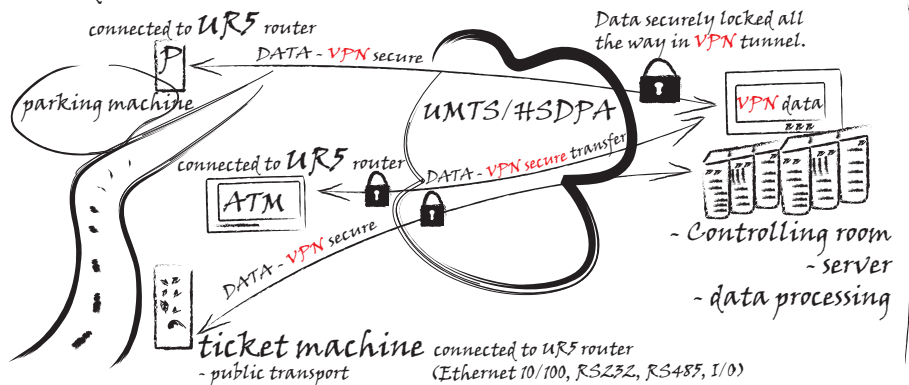 connected to UR5 router
P
DATA - VPN secure
Data securely locked all
the way in VPN tunnel.
parking machine
UMTS/HSDPA
VPN data
connected to UR5 router
DATA - VPN secure transfer
ATM
DATA - VPN secure
- Controlling room
- server
- data processing
ticket machine
- public transport
connected to UR5 router
(Ethernet 10/100, RS232, RS485, I/0)